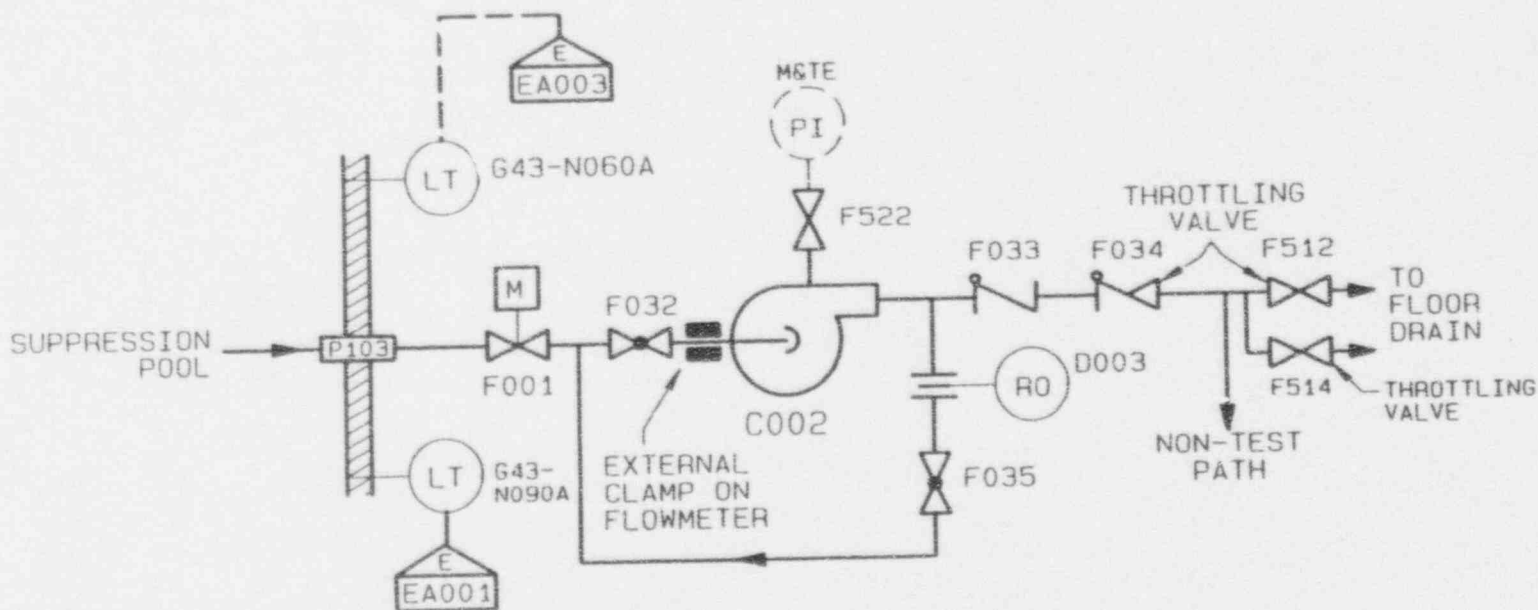 E
EA003
M&TE
PI
LT
G43-N060A
F522
THROTTLING
VALVE
F033
F034
F512
TO
FLOOR
DRAIN
M
F032
SUPPRESSION
POOL
P103
F001
C002
RO
D003
F514
THROTTLING
VALVE
NON-TEST
PATH
LT
G43-
N090A
EXTERNAL
CLAMP ON
FLOWMETER
F035
E
EA001